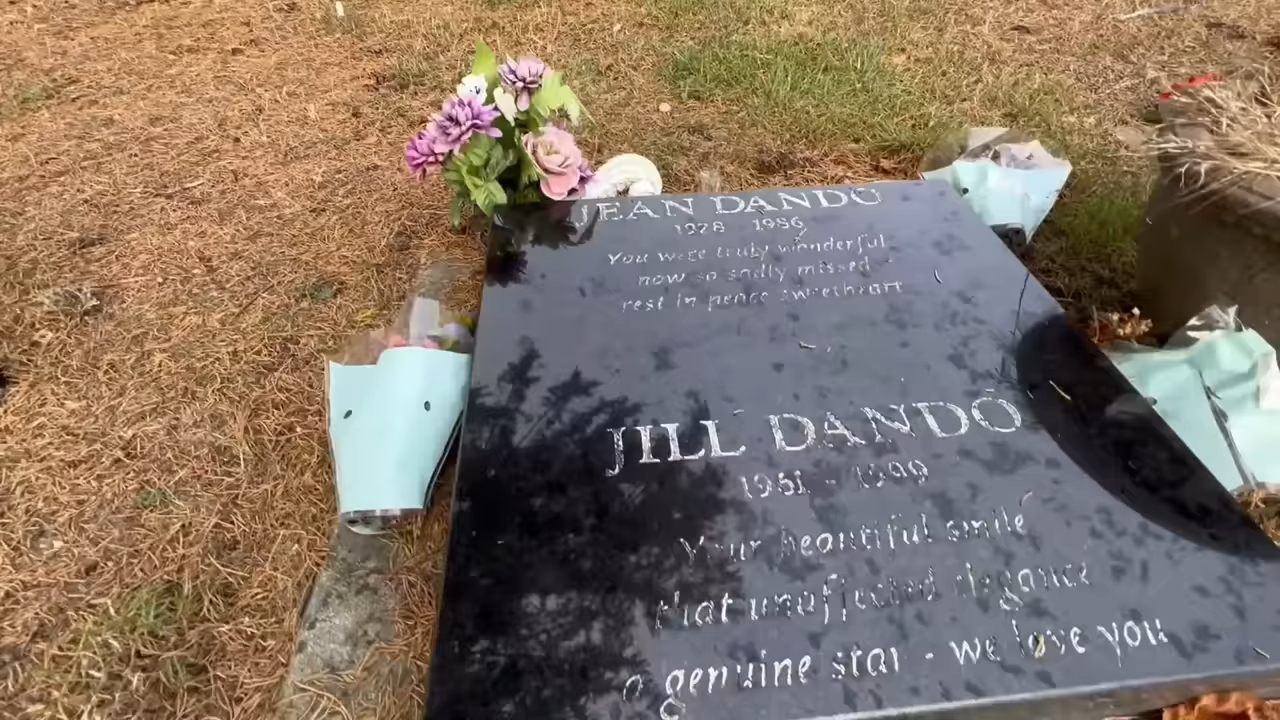 JEAN DANDO
1928 1986
You were truly wonderful
now so sadly missed
rest in peace sweetheart
JILL DANDO
1961 - 1999
Your beautiful smile
that unaffected elegance
a genuine star - we love you